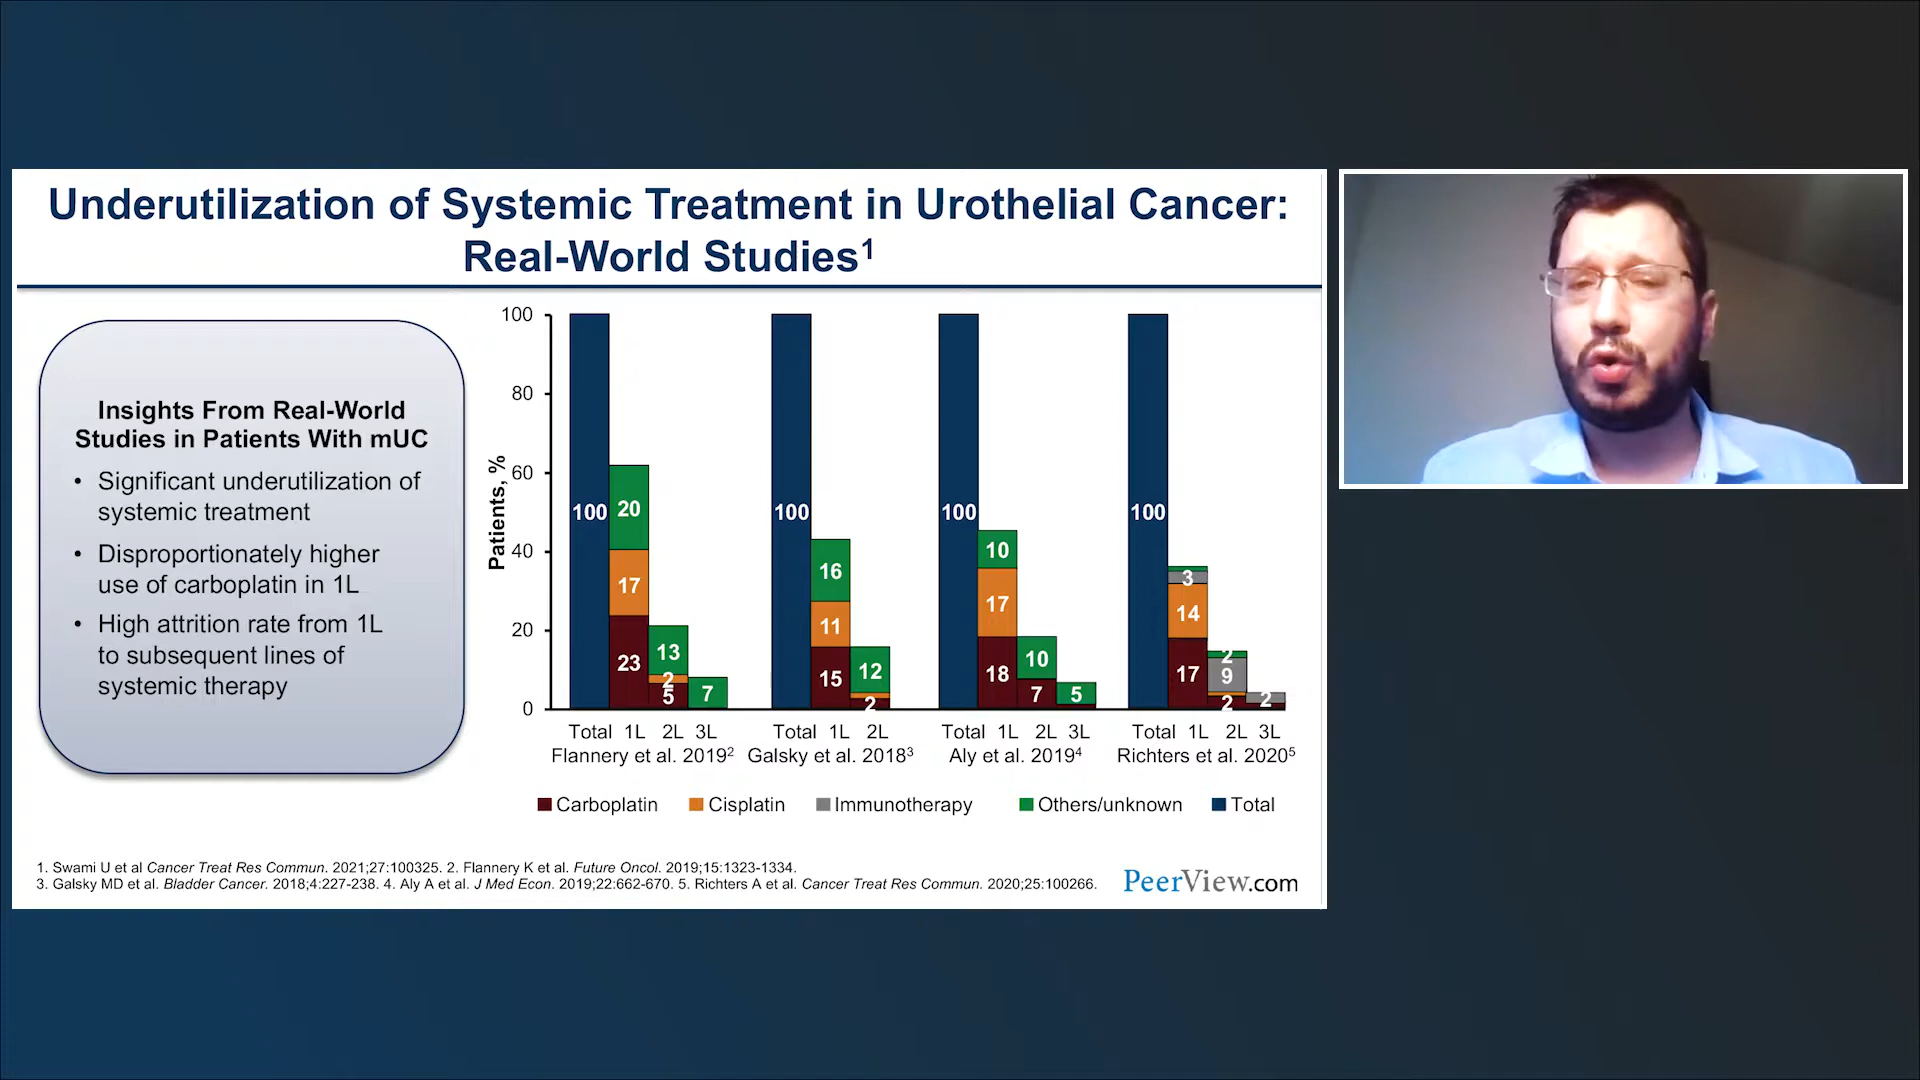 Underutilization of Systemic Treatment in Urothelial Cancer:
Real-World Studies1
Insights From Real-World
Studies in Patients With mUC
• Significant underutilization of
systemic treatment
• Disproportionately higher
use of carboplatin in 1L
• High attrition rate from 1L
to subsequent lines of
systemic therapy
Patients, %
100
80
60
40
20
0
100
20
17
23
13
2
5
7
100
16
11
15
12
2
100
10
17
18
10
7
5
100
3
14
17
2
9
2
2
Total 1L 2L 3L
Flannery et al. 2019²
Total 1L 2L
Galsky et al. 2018³
Total 1L 2L 3L
Aly et al. 2019⁴
Total 1L 2L 3L
Richters et al. 2020⁵
Carboplatin Cisplatin Immunotherapy Others/unknown Total
1. Swami U et al Cancer Treat Res Commun. 2021;27:100325. 2. Flannery K et al. Future Oncol. 2019;15:1323-1334.
3. Galsky MD et al. Bladder Cancer. 2018;4:227-238. 4. Aly A et al. J Med Econ. 2019;22:662-670. 5. Richters A et al. Cancer Treat Res Commun. 2020;25:100266.
PeerView.com